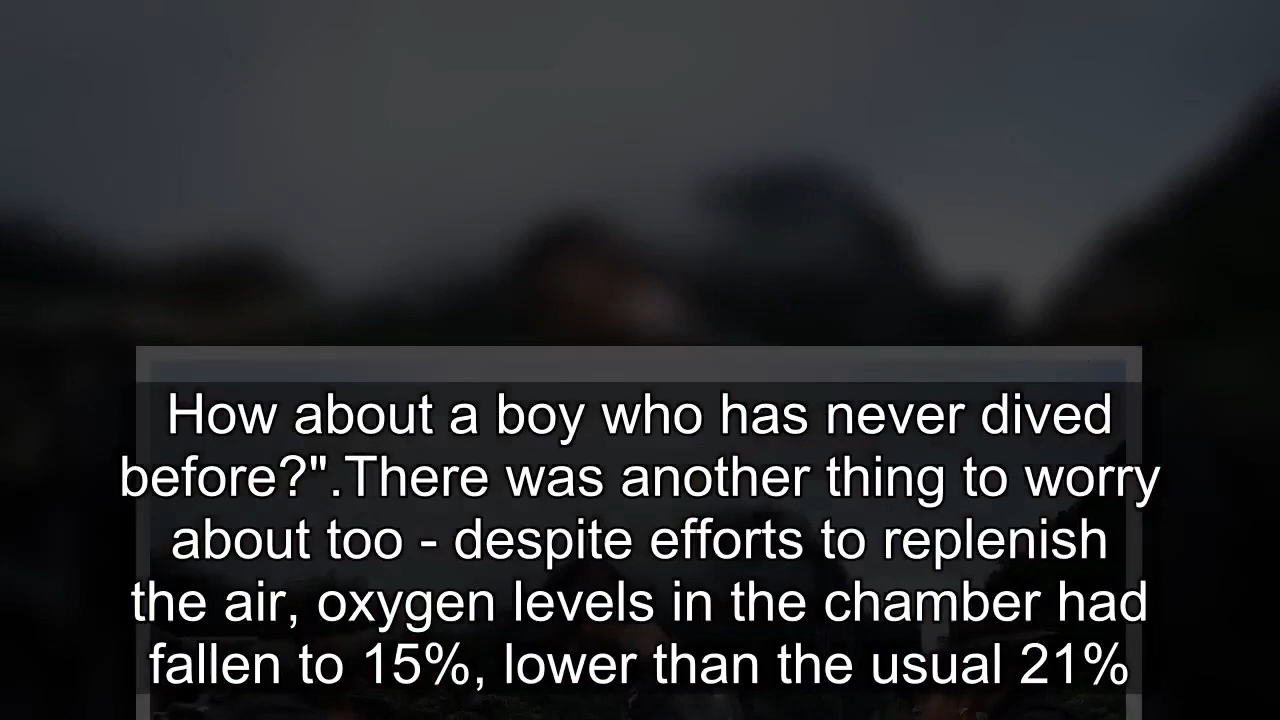 How about a boy who has never dived
before?".There was another thing to worry
about too - despite efforts to replenish
the air, oxygen levels in the chamber had
fallen to 15%, lower than the usual 21%